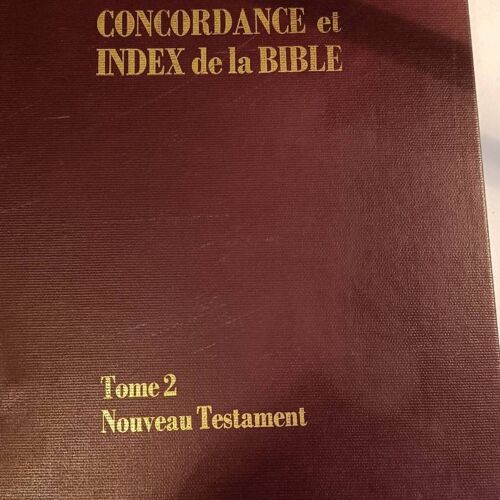 CONCORDANCE et
INDEX de la BIBLE
Tome 2
Nouveau Testament